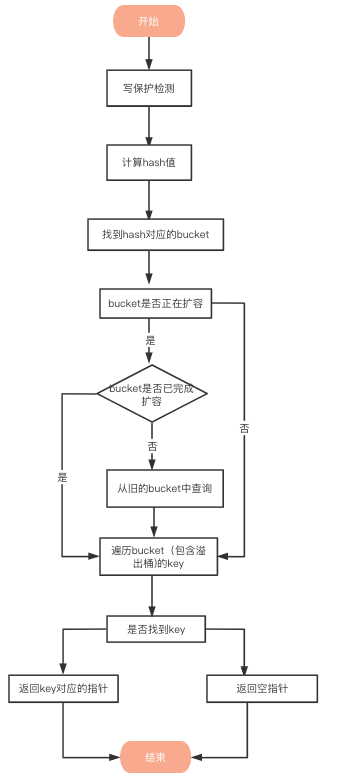 开始
写保护检测
计算hash值
找到hash对应的bucket
bucket是否正在扩容
是
bucket是否已完成
扩容
否
否
是
从旧的bucket中查询
遍历bucket（包含溢
出桶)的key
是否找到key
返回key对应的指针
返回空指针
结束